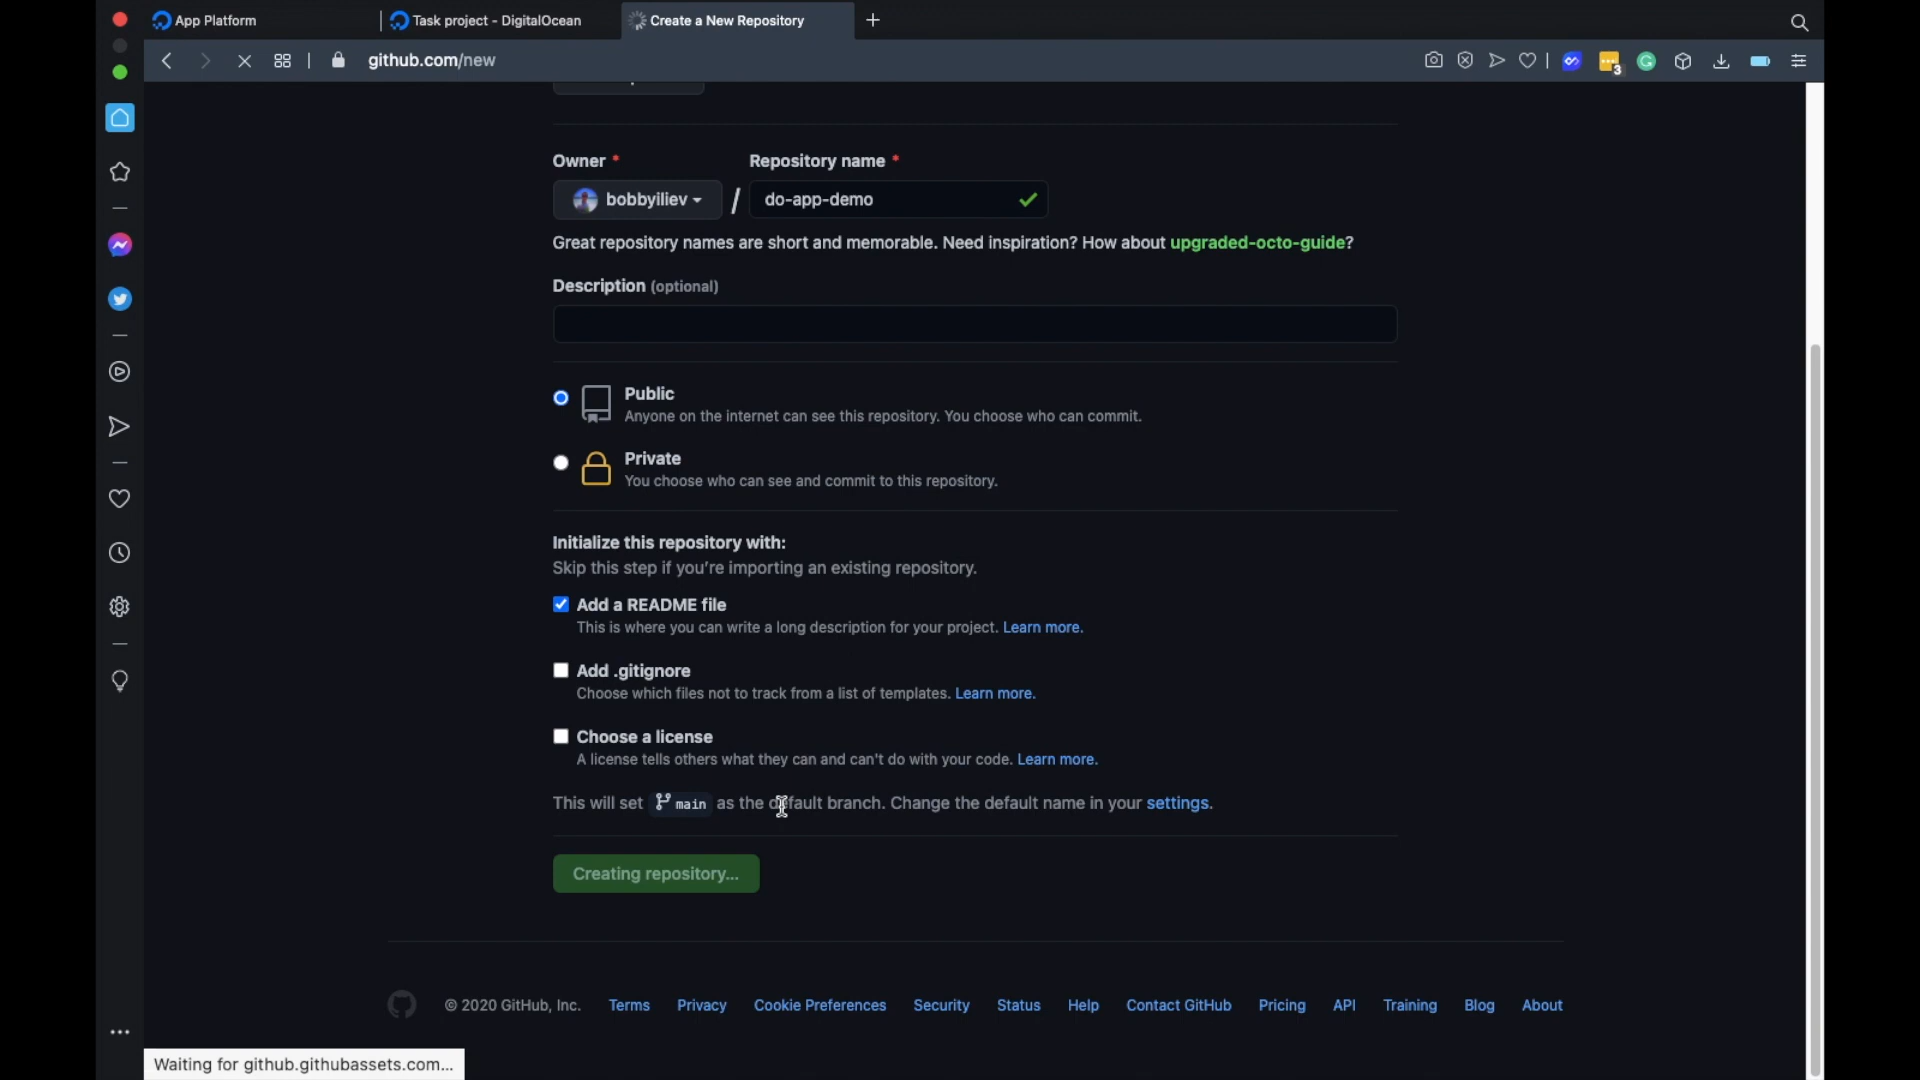 App Platform
Task project - DigitalOcean
Create a New Repository
github.com/new
3
Owner *
Repository name *
bobbyiliev
/
do-app-demo
Great repository names are short and memorable. Need inspiration? How about upgraded-octo-guide?
Description (optional)
Public
Anyone on the internet can see this repository. You choose who can commit.
Private
You choose who can see and commit to this repository.
Initialize this repository with:
Skip this step if you're importing an existing repository.
Add a README file
This is where you can write a long description for your project. Learn more.
Add .gitignore
Choose which files not to track from a list of templates. Learn more.
Choose a license
A license tells others what they can and can't do with your code. Learn more.
This will set main as the default branch. Change the default name in your settings.
Creating repository...
© 2020 GitHub, Inc.
Terms
Privacy
Cookie Preferences
Security
Status
Help
Contact GitHub
Pricing
API
Training
Blog
About
Waiting for github.githubassets.com...